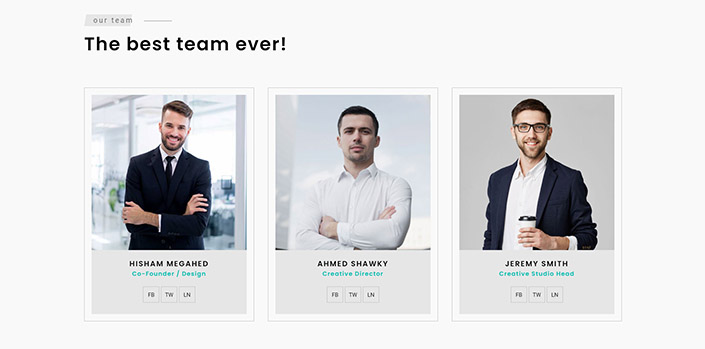 our team
The best team ever!
HISHAM MEGAHED
Co-Founder / Design
FB TW LN
AHMED SHAWKY
Creative Director
FB TW LN
JEREMY SMITH
Creative Studio Head
FB TW LN